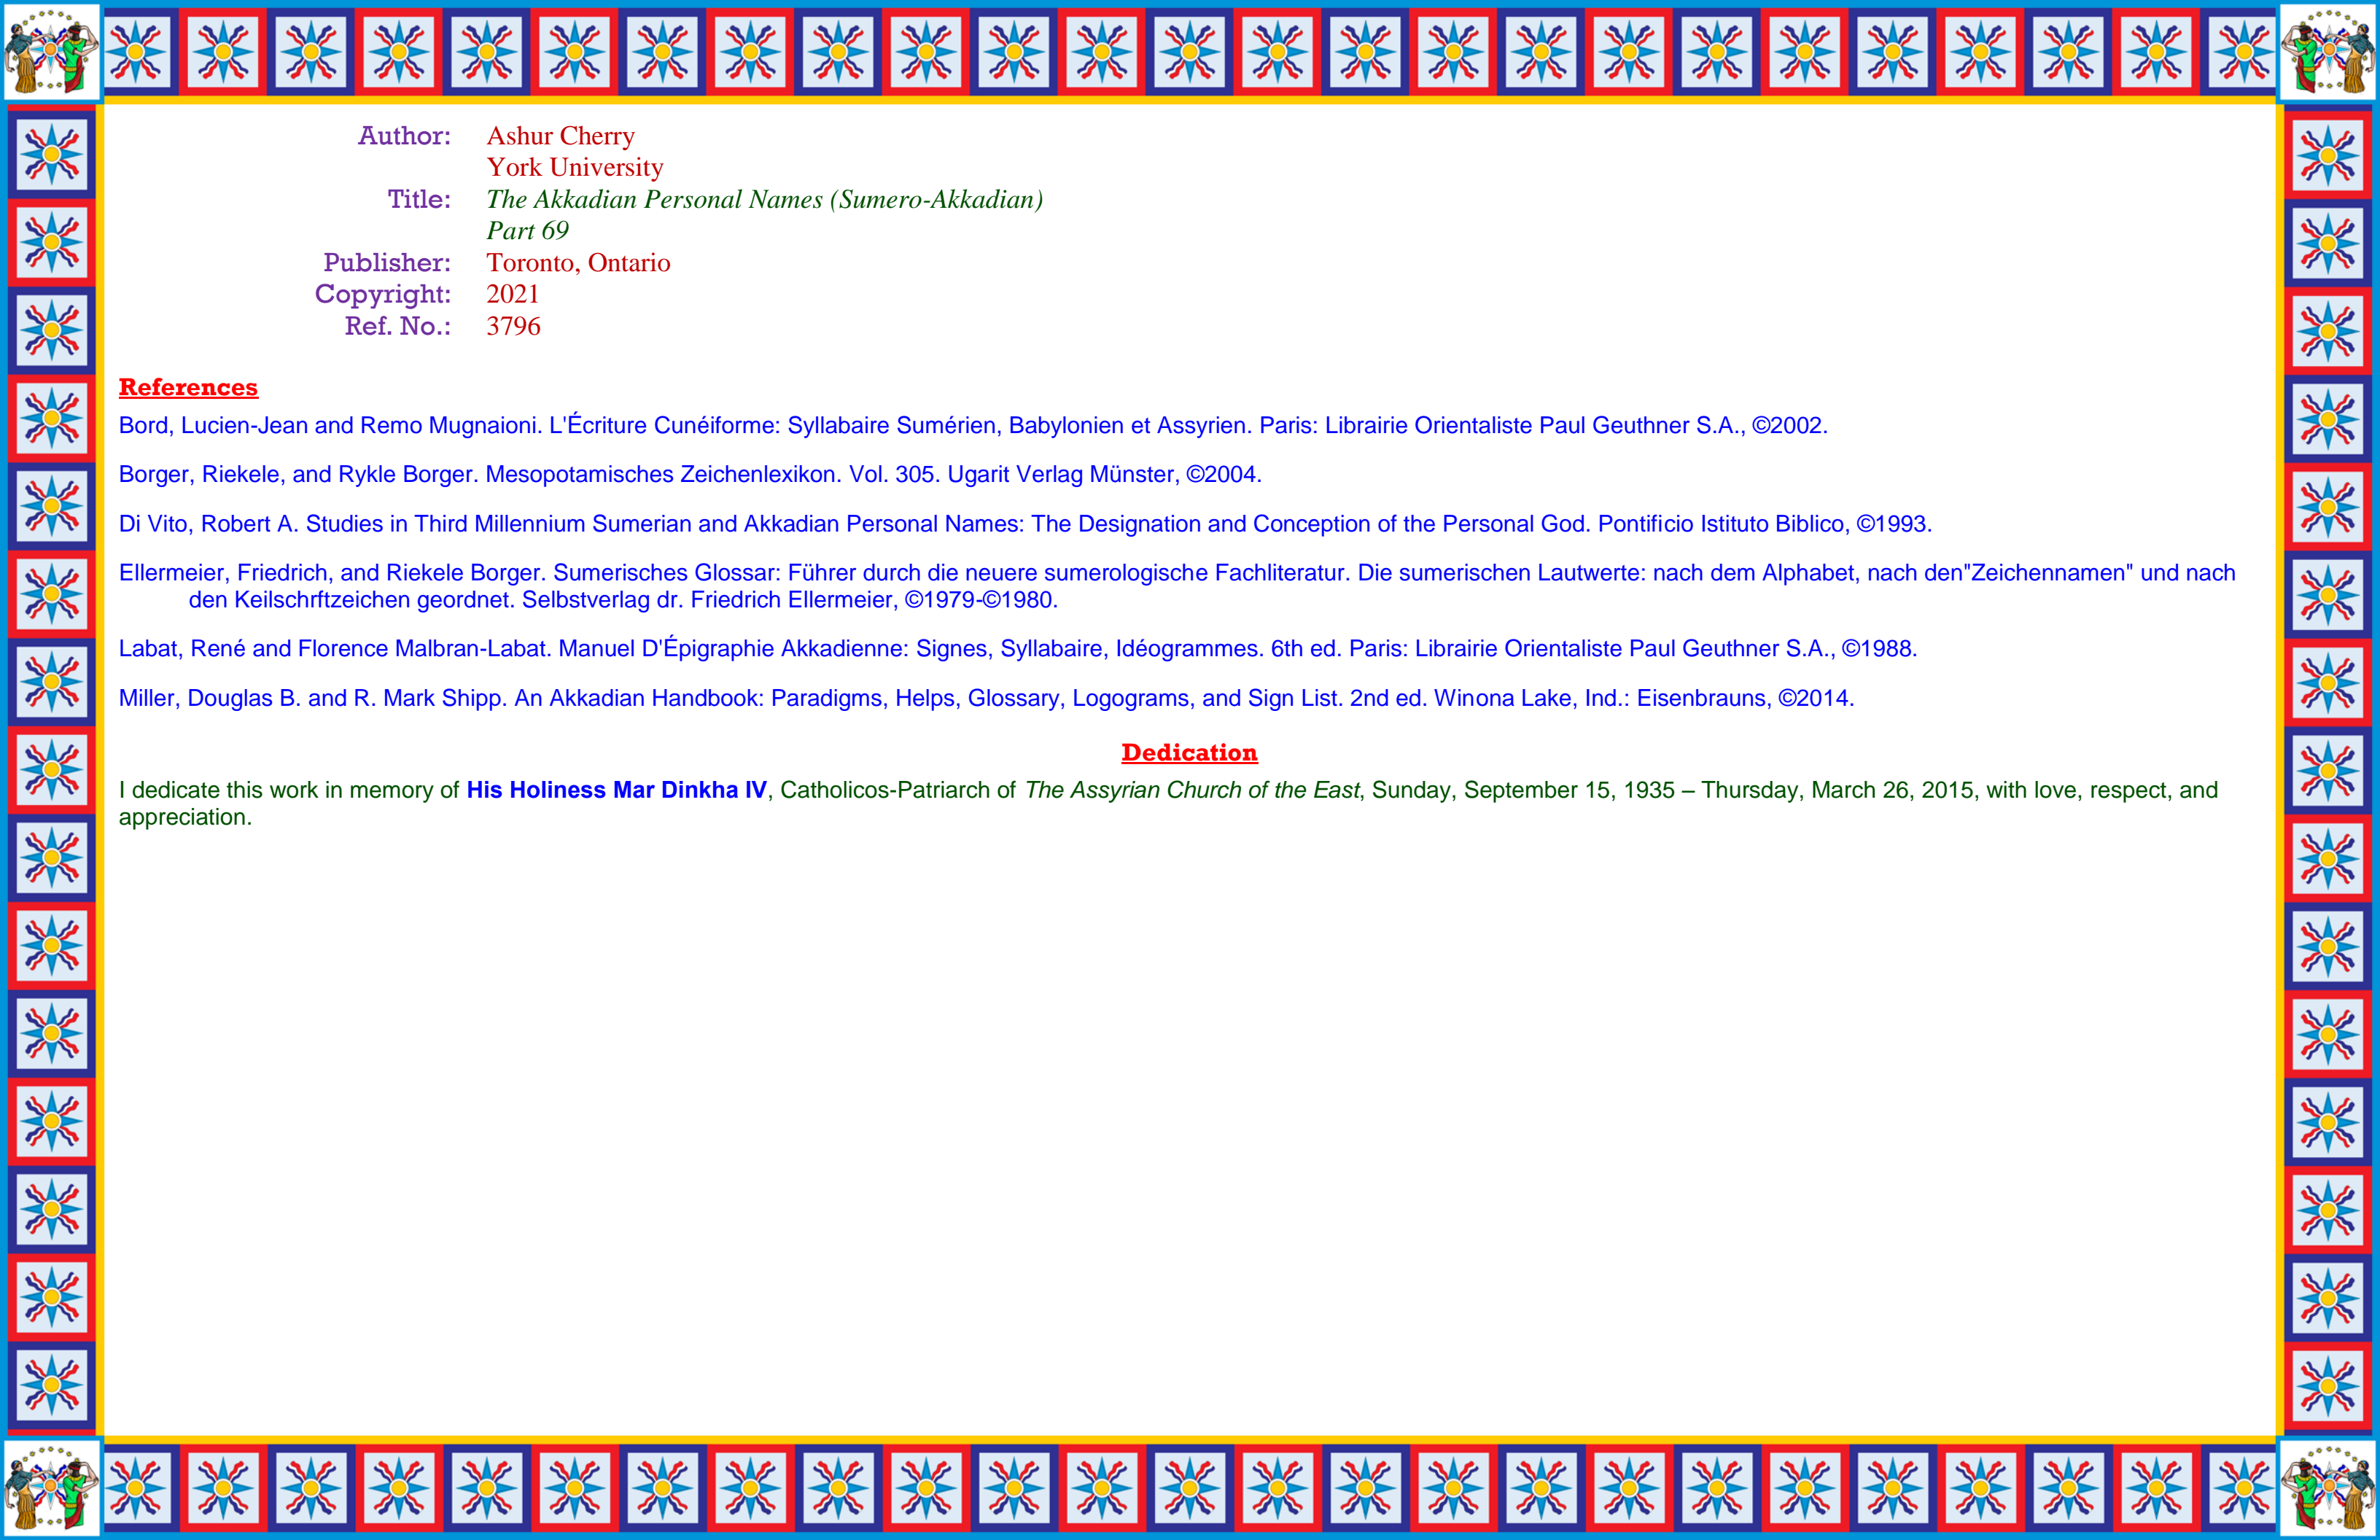 Author: Ashur Cherry
York University
Title: The Akkadian Personal Names (Sumero-Akkadian)
Part 69
Publisher: Toronto, Ontario
Copyright: 2021
Ref. No.: 3796
References
Bord, Lucien-Jean and Remo Mugnaioni. L'Écriture Cunéiforme: Syllabaire Sumérien, Babylonien et Assyrien. Paris: Librairie Orientaliste Paul Geuthner S.A., ©2002.
Borger, Riekele, and Rykle Borger. Mesopotamisches Zeichenlexikon. Vol. 305. Ugarit Verlag Münster, ©2004.
Di Vito, Robert A. Studies in Third Millennium Sumerian and Akkadian Personal Names: The Designation and Conception of the Personal God. Pontificio Istituto Biblico, ©1993.
Ellermeier, Friedrich, and Riekele Borger. Sumerisches Glossar: Führer durch die neuere sumerologische Fachliteratur. Die sumerischen Lautwerte: nach dem Alphabet, nach den"Zeichennamen" und nach
den Keilschrftzeichen geordnet. Selbstverlag dr. Friedrich Ellermeier, ©1979-©1980.
Labat, René and Florence Malbran-Labat. Manuel D'Épigraphie Akkadienne: Signes, Syllabaire, Idéogrammes. 6th ed. Paris: Librairie Orientaliste Paul Geuthner S.A., ©1988.
Miller, Douglas B. and R. Mark Shipp. An Akkadian Handbook: Paradigms, Helps, Glossary, Logograms, and Sign List. 2nd ed. Winona Lake, Ind.: Eisenbrauns, ©2014.
Dedication
I dedicate this work in memory of His Holiness Mar Dinkha IV, Catholicos-Patriarch of The Assyrian Church of the East, Sunday, September 15, 1935 – Thursday, March 26, 2015, with love, respect, and
appreciation.